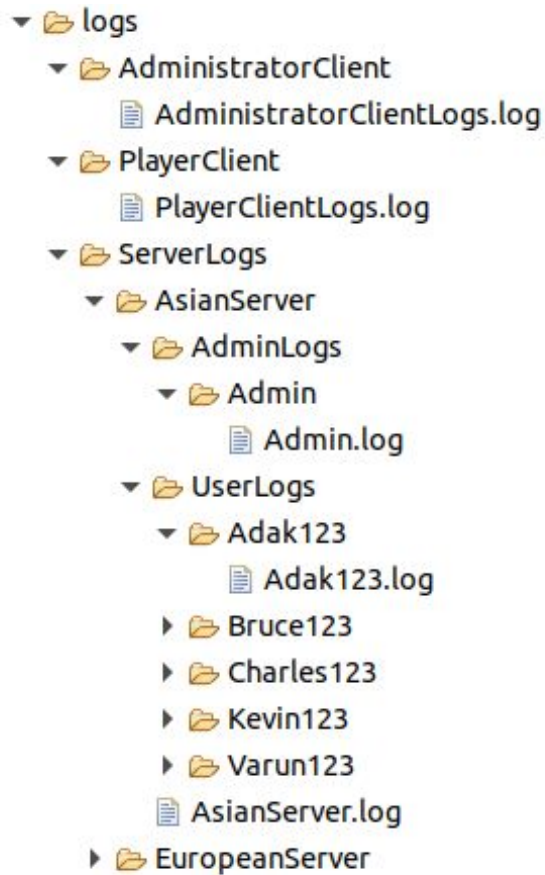 logs
AdministratorClient
AdministratorClientLogs.log
PlayerClient
PlayerClientLogs.log
ServerLogs
AsianServer
AdminLogs
Admin
Admin.log
UserLogs
Adak123
Adak123.log
Bruce123
Charles123
Kevin123
Varun123
AsianServer.log
EuropeanServer